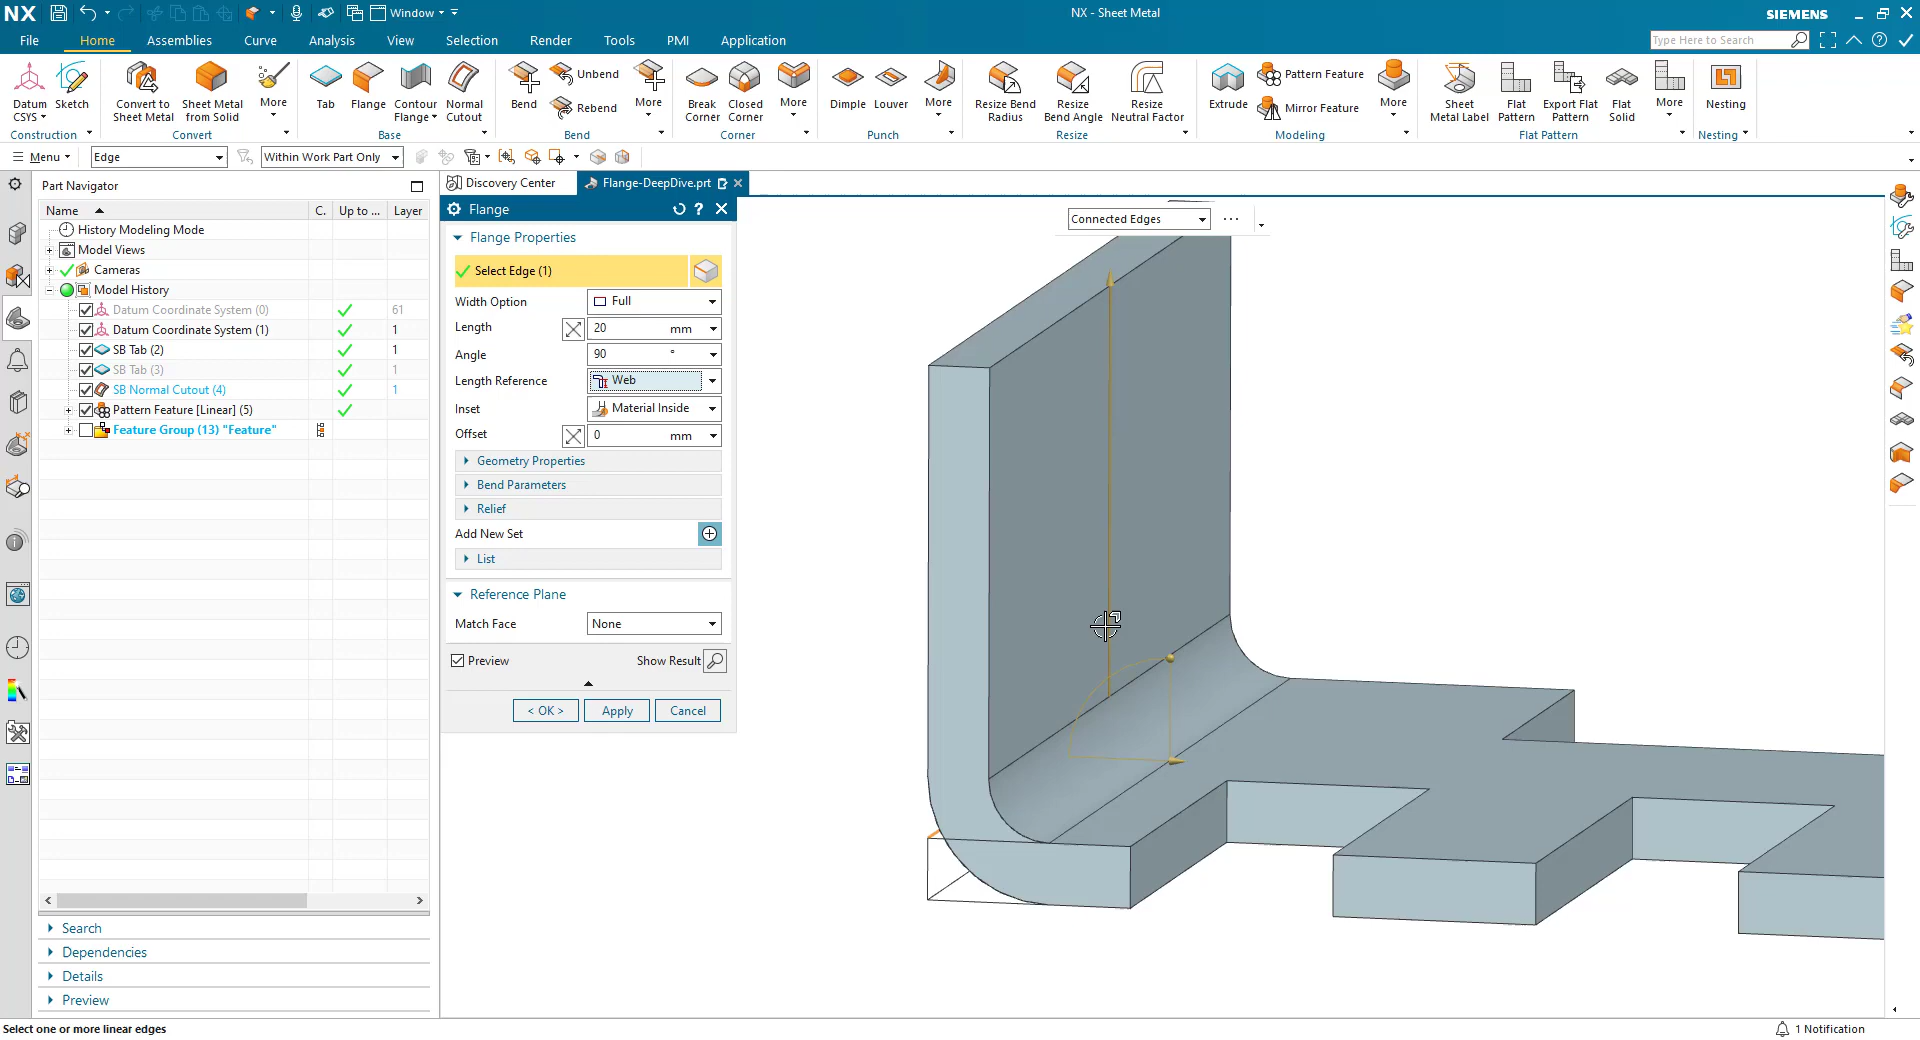 NX
Window
NX - Sheet Metal
SIEMENS
File
Home
Assemblies
Curve
Analysis
View
Selection
Render
Tools
PMI
Application
Type Here to Search
Datum CSYS
Sketch
Construction
Convert to Sheet Metal
Sheet Metal from Solid
More
Convert
Tab
Flange
Contour Flange
Normal Cutout
Base
Bend
Unbend
Rebend
More
Bend
Break Corner
Closed Corner
More
Corner
Dimple
Louver
More
Punch
Resize Bend Radius
Resize Bend Angle
Resize Neutral Factor
Resize
Extrude
Pattern Feature
Mirror Feature
More
Modeling
Sheet Metal Label
Flat Pattern
Export Flat Pattern
Flat Solid
More
Flat Pattern
Nesting
Nesting
Menu
Edge
Within Work Part Only
Part Navigator
Name
C.
Up to ...
Layer
History Modeling Mode
Model Views
Cameras
Model History
Datum Coordinate System (0)
61
Datum Coordinate System (1)
1
SB Tab (2)
1
SB Tab (3)
1
SB Normal Cutout (4)
1
Pattern Feature [Linear] (5)
Feature Group (13) "Feature"
Search
Dependencies
Details
Preview
Discovery Center
Flange-DeepDive.prt
Flange
Flange Properties
Select Edge (1)
Width Option
Full
Length
20 mm
Angle
90 °
Length Reference
Web
Inset
Material Inside
Offset
0 mm
Geometry Properties
Bend Parameters
Relief
Add New Set
List
Reference Plane
Match Face
None
Preview
Show Result
< OK >
Apply
Cancel
Connected Edges
Select one or more linear edges
1 Notification